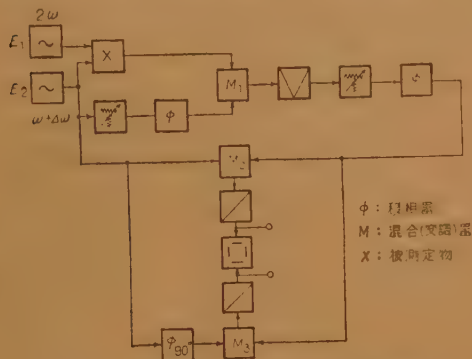 2ω
E₁ ~
X
E₂ ~
ω+Δω
φ
M₁
φ₉₀
M₃
φ : 移相器
M : 混合(変調)器
X : 被測定物